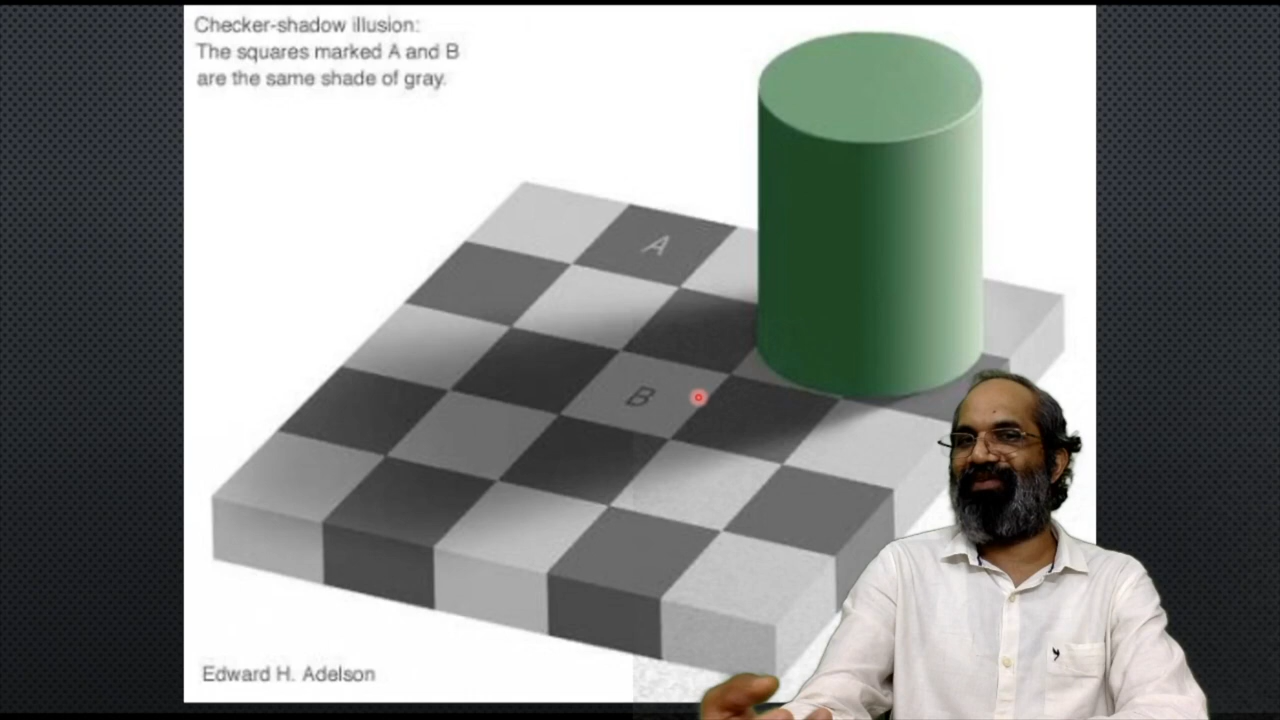 Checker-shadow illusion:
The squares marked A and B
are the same shade of gray.
A
B
Edward H. Adelson